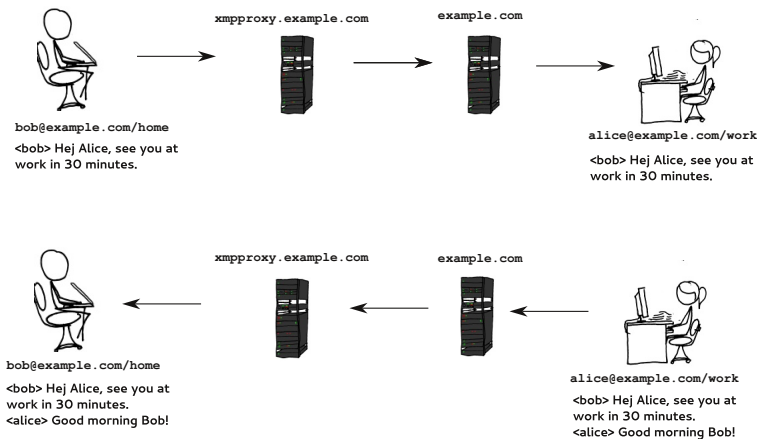 xmpproxy.example.com
example.com
bob@example.com/home
<bob> Hej Alice, see you at
work in 30 minutes.
alice@example.com/work
<bob> Hej Alice, see you at
work in 30 minutes.
xmpproxy.example.com
example.com
bob@example.com/home
<bob> Hej Alice, see you at
work in 30 minutes.
<alice> Good morning Bob!
alice@example.com/work
<bob> Hej Alice, see you at
work in 30 minutes.
<alice> Good morning Bob!